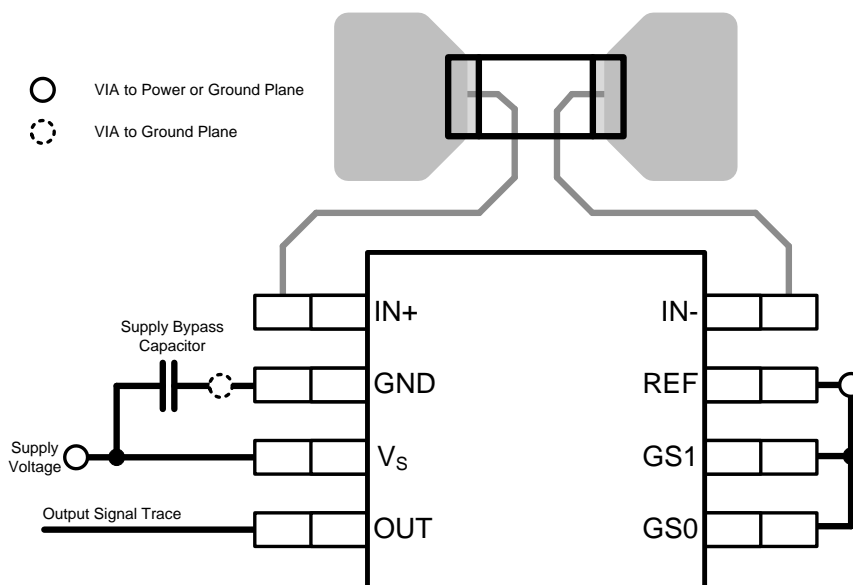 VIA to Power or Ground Plane
VIA to Ground Plane
IN+
IN-
Supply Bypass
Capacitor
GND
REF
Supply
Voltage
VS
GS1
Output Signal Trace
OUT
GS0